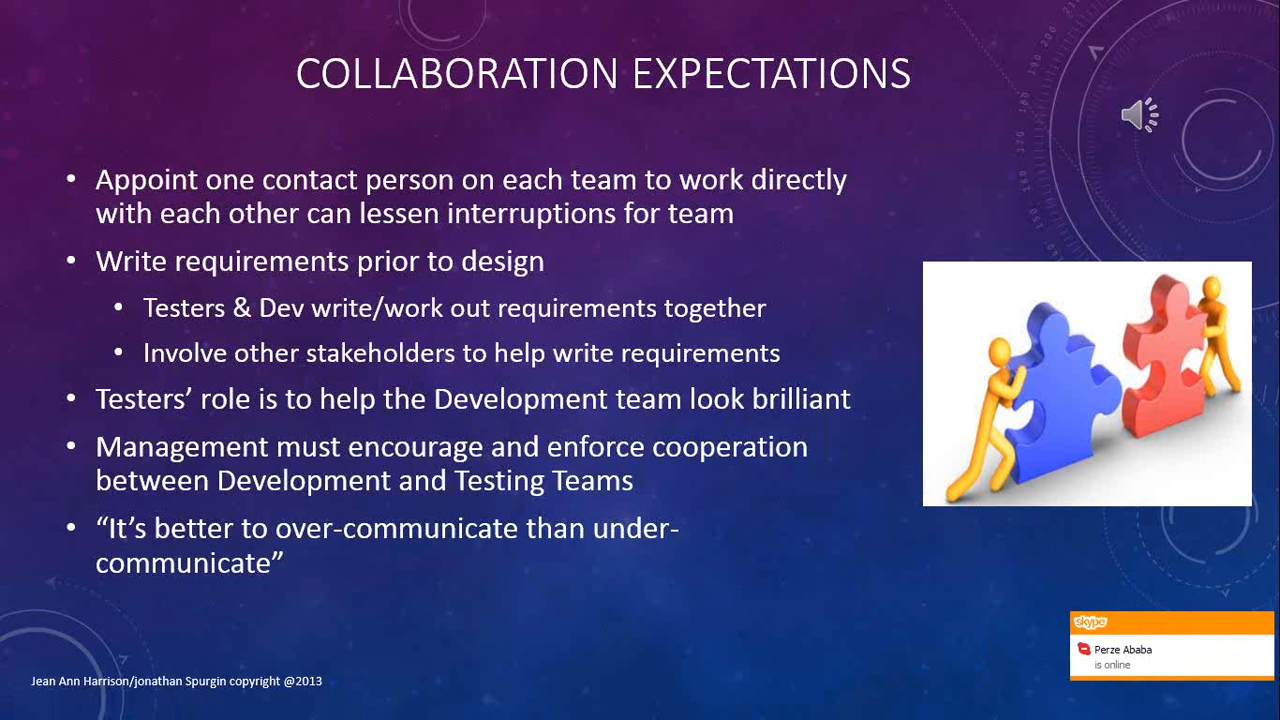 COLLABORATION EXPECTATIONS
• Appoint one contact person on each team to work directly
with each other can lessen interruptions for team
• Write requirements prior to design
• Testers & Dev write/work out requirements together
• Involve other stakeholders to help write requirements
• Testers’ role is to help the Development team look brilliant
• Management must encourage and enforce cooperation
between Development and Testing Teams
• “It’s better to over-communicate than under-
communicate”
skype
Perze Ababa
is online
Jean Ann Harrison/jonathan Spurgin copyright @2013